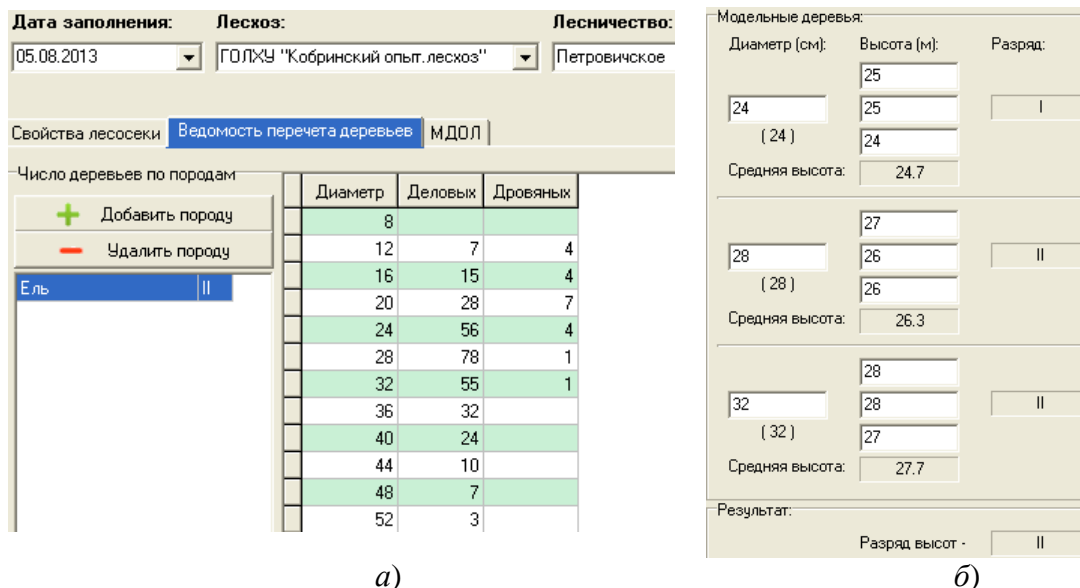 Дата заполнения: Лесхоз: Лесничество:
05.08.2013 ГОЛХУ "Кобринский опыт.лесхоз" Петровичское
Свойства лесосеки Ведомость перечета деревьев МДОЛ
Число деревьев по породам
Добавить породу
Удалить породу
Ель II
Диаметр Деловых Дровяных
8
12 7 4
16 15 4
20 28 7
24 56 4
28 78 1
32 55 1
36 32
40 24
44 10
48 7
52 3
а)
Модельные деревья:
Диаметр (см): Высота (м): Разряд:
25
24 25 I
( 24 ) 24
Средняя высота: 24.7
27
28 26 II
( 28 ) 26
Средняя высота: 26.3
28
32 28 II
( 32 ) 27
Средняя высота: 27.7
Результат:
Разряд высот - II
б)